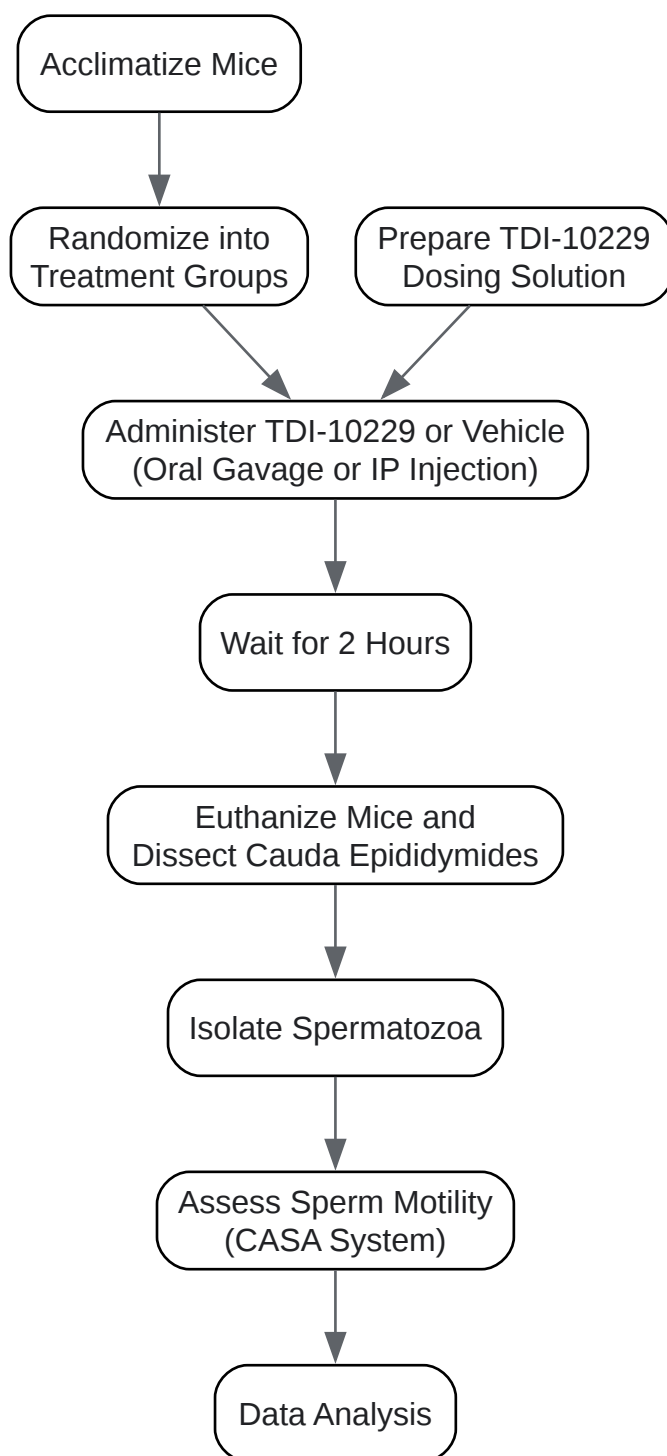 Acclimatize Mice
Randomize into
Treatment Groups
Prepare TDI-10229
Dosing Solution
Administer TDI-10229 or Vehicle
(Oral Gavage or IP Injection)
Wait for 2 Hours
Euthanize Mice and
Dissect Cauda Epididymides
Isolate Spermatozoa
Assess Sperm Motility
(CASA System)
Data Analysis